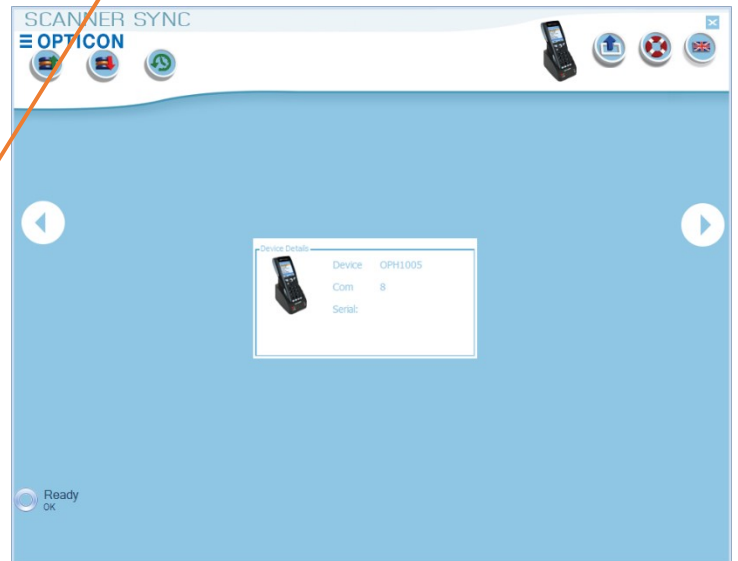 SCANNER SYNC
OPTICON
Device Details
Device OPH1005
Com 8
Serial:
Ready
OK